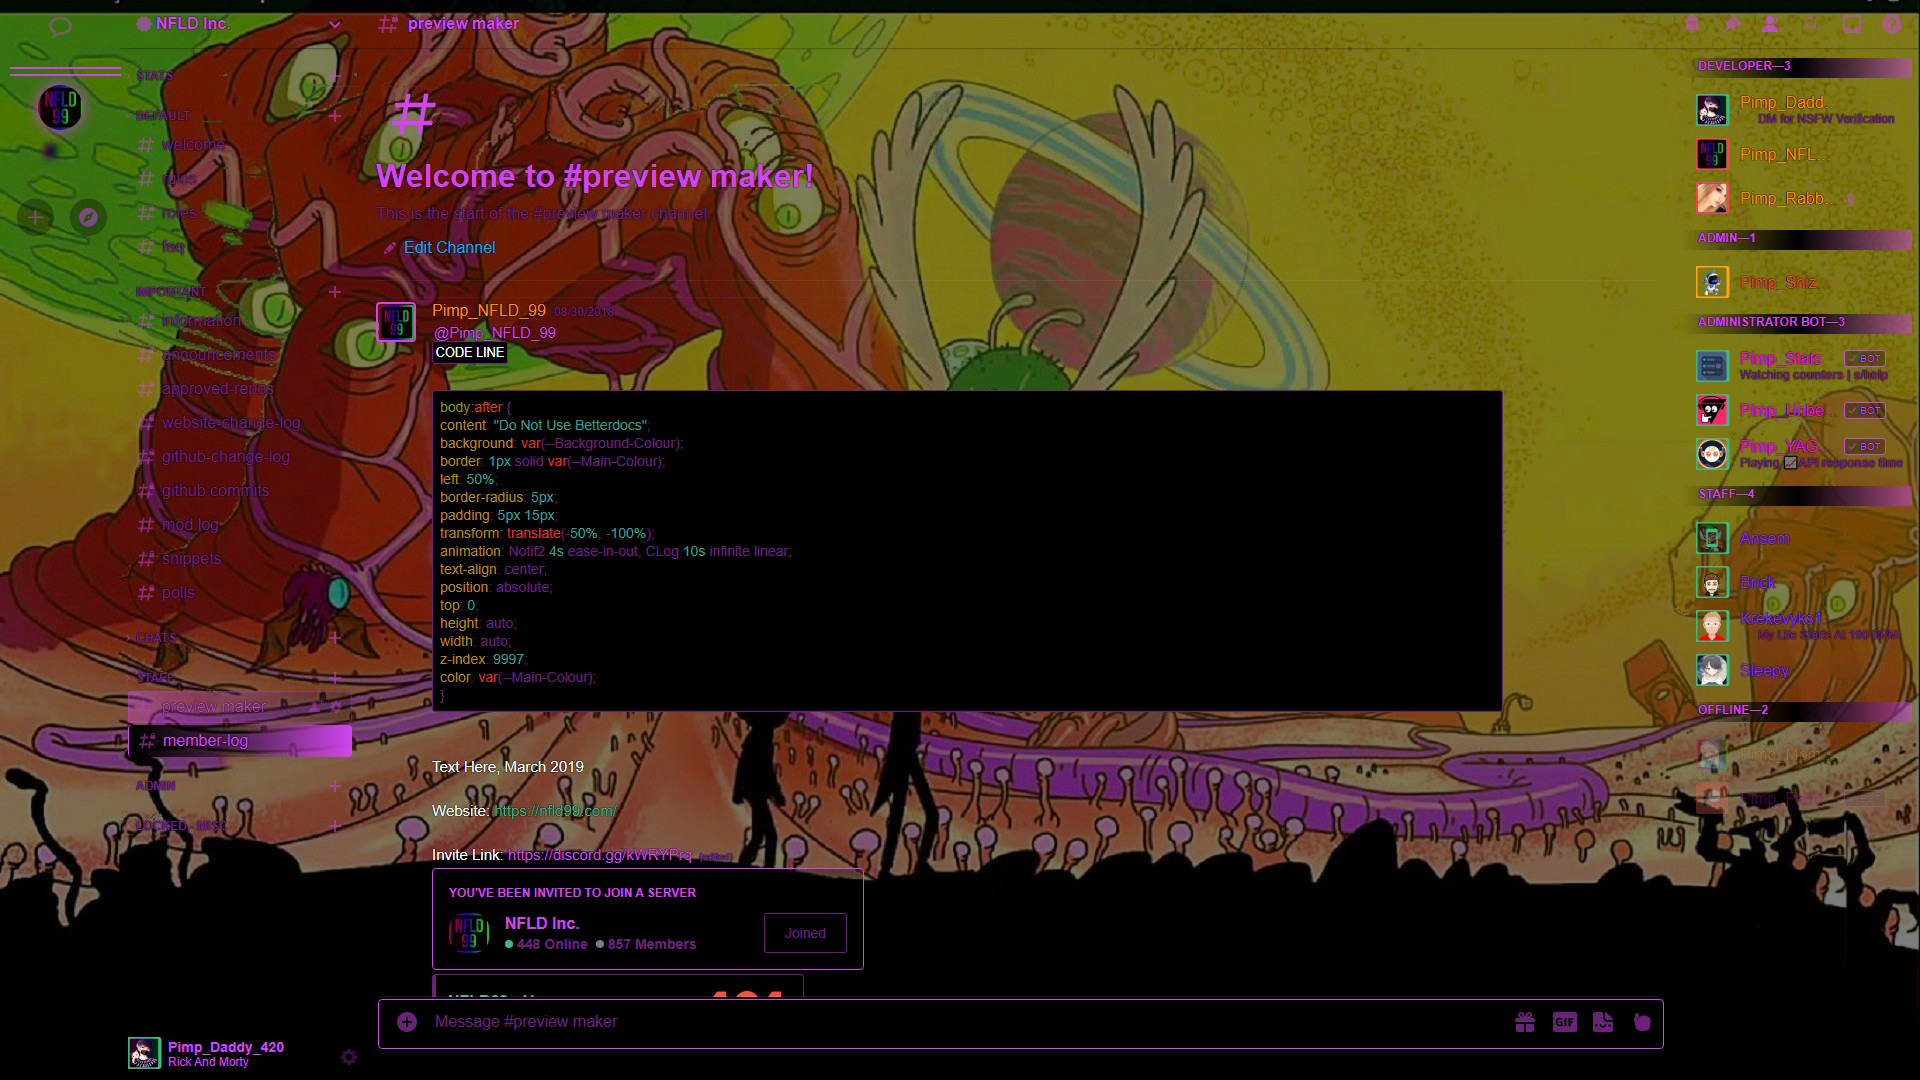 NFLD Inc.
preview maker
STATS
DEFAULT
welcome
rules
roles
faq
IMPORTANT
information
announcements
approved-repos
website-change-log
github-change-log
github commits
mod log
snippets
polls
CHATS
STAFF
preview maker
member-log
ADMIN
Pimp_Daddy_420
Rick And Morty
NFLD
99
Welcome to #preview maker!
This is the start of the #preview maker channel.
Edit Channel
Pimp_NFLD_99 08/30/2018
@Pimp_NFLD_99
CODE LINE
body:after {
content: "Do Not Use Betterdocs";
background: var(--Background-Colour);
border: 1px solid var(--Main-Colour);
left: 50%;
border-radius: 5px;
padding: 5px 15px;
transform: translate(-50%, -100%);
animation: Notif2 4s ease-in-out, CLog 10s infinite linear;
text-align: center;
position: absolute;
top: 0;
height: auto;
width: auto;
z-index: 9997;
color: var(--Main-Colour);
}
Text Here, March 2019
Website: https://nfld99.com/
Invite Link: https://discord.gg/kWRYPrq
YOU'VE BEEN INVITED TO JOIN A SERVER
NFLD Inc.
448 Online 857 Members
Joined
Message #preview maker
GIF
DEVELOPER—3
Pimp_Dadd...
DM for NSFW Verification
Pimp_NFL...
Pimp_Rabb...
ADMIN—1
Pimp_Shiz...
ADMINISTRATOR BOT—3
Pimp_Stats BOT
Watching counters | s/help
Pimp_Uobe... BOT
Pimp_YAG BOT
Playing API response time
STAFF—4
Ansem
Brick
Krekevyks1
My Life Starts At 100 BPM
Sleepy
OFFLINE—2